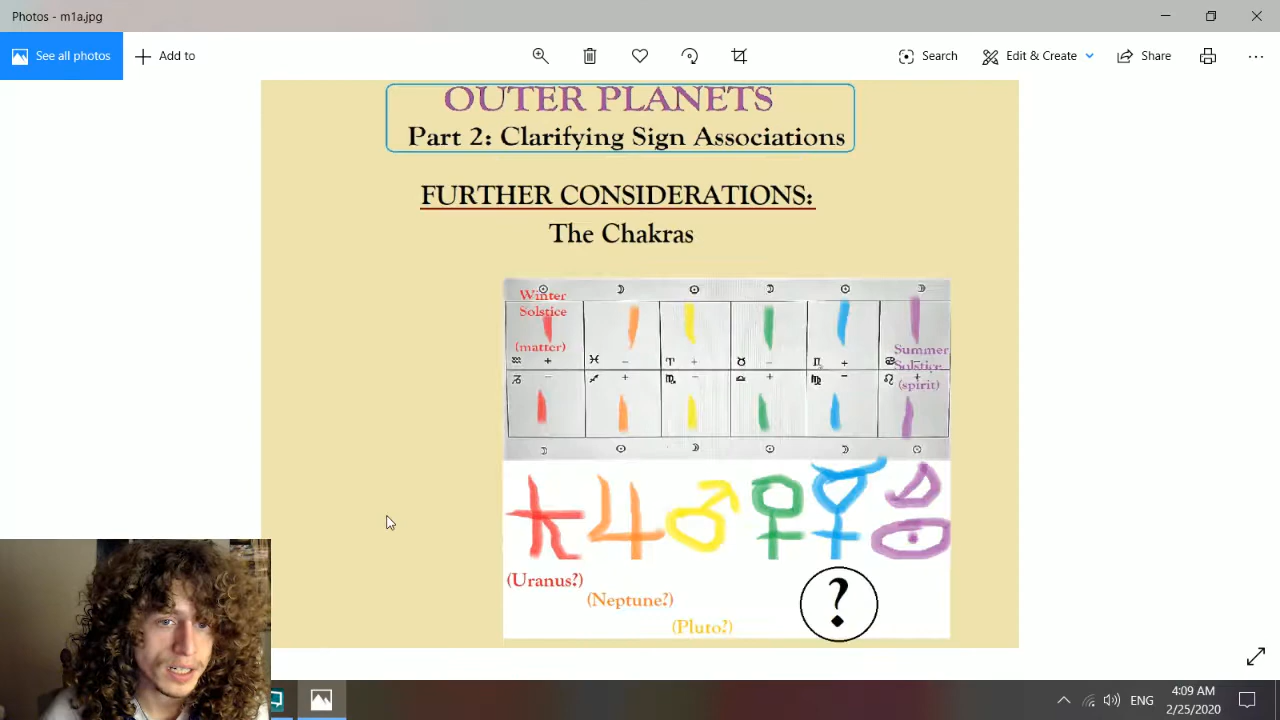 Photos - m1a.jpg
See all photos
Add to
Search
Edit & Create
Share
OUTER PLANETS
Part 2: Clarifying Sign Associations
FURTHER CONSIDERATIONS:
The Chakras
☉ ☽ ☉ ☽ ☉ ☽
Winter
Solstice
(matter)
Summer
Solstice
(spirit)
♒ + ♓ - ♈ + ♉ - ♊ + ♋ -
♑ - ♐ + ♏ - ♎ + ♍ - ♌ +
☽ ☉ ☽ ☉ ☽ ☉
♄ ♃ ♂ ♀ ☿ ☽
☉
(Uranus?)
(Neptune?)
(Pluto?)
?
ENG
4:09 AM
2/25/2020